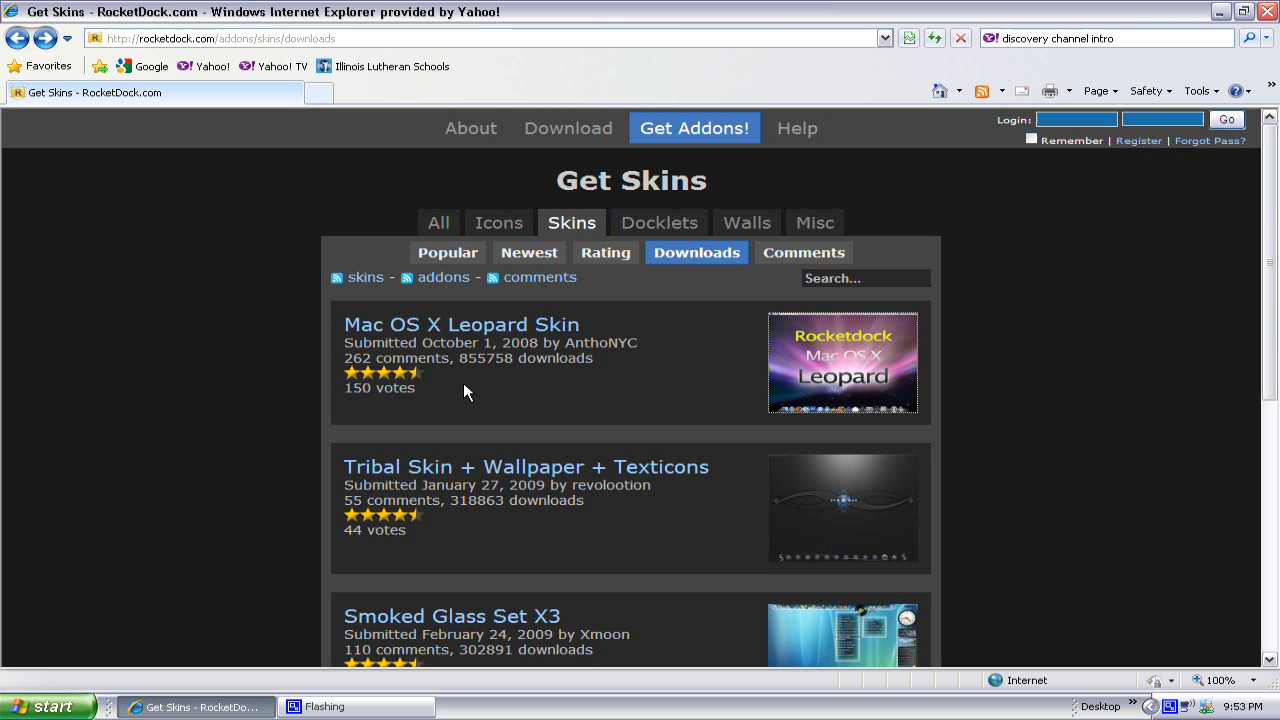 Get Skins - RocketDock.com - Windows Internet Explorer provided by Yahoo!
http://rocketdock.com/addons/skins/downloads
discovery channel intro
Favorites Google Yahoo! Yahoo! TV Illinois Lutheran Schools
Get Skins - RocketDock.com
Page Safety Tools
About Download Get Addons! Help
Login: Go
Remember | Register | Forgot Pass?
Get Skins
All Icons Skins Docklets Walls Misc
Popular Newest Rating Downloads Comments
skins - addons - comments
Search...
Mac OS X Leopard Skin
Submitted October 1, 2008 by AnthoNYC
262 comments, 855758 downloads
150 votes
Rocketdock
Mac OS X
Leopard
Tribal Skin + Wallpaper + Texticons
Submitted January 27, 2009 by revolootion
55 comments, 318863 downloads
44 votes
Smoked Glass Set X3
Submitted February 24, 2009 by Xmoon
110 comments, 302891 downloads
Internet 100%
start Get Skins - RocketDo... Flashing Desktop 9:53 PM